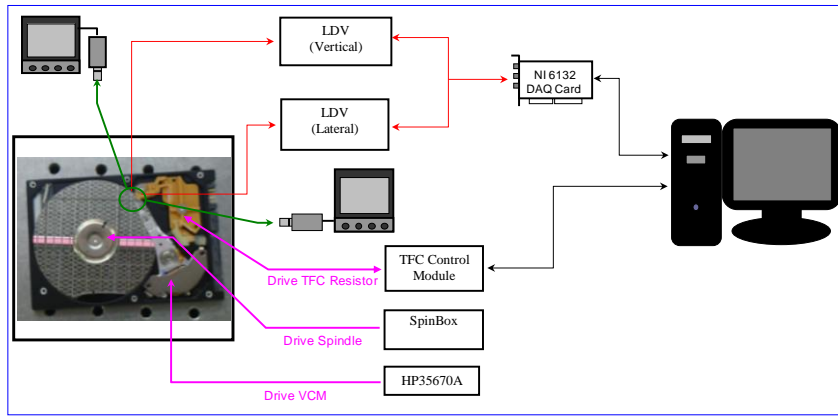 LDV
(Vertical)
NI 6132
DAQ Card
LDV
(Lateral)
TFC Control
Module
Drive TFC Resistor
SpinBox
Drive Spindle
HP35670A
Drive VCM